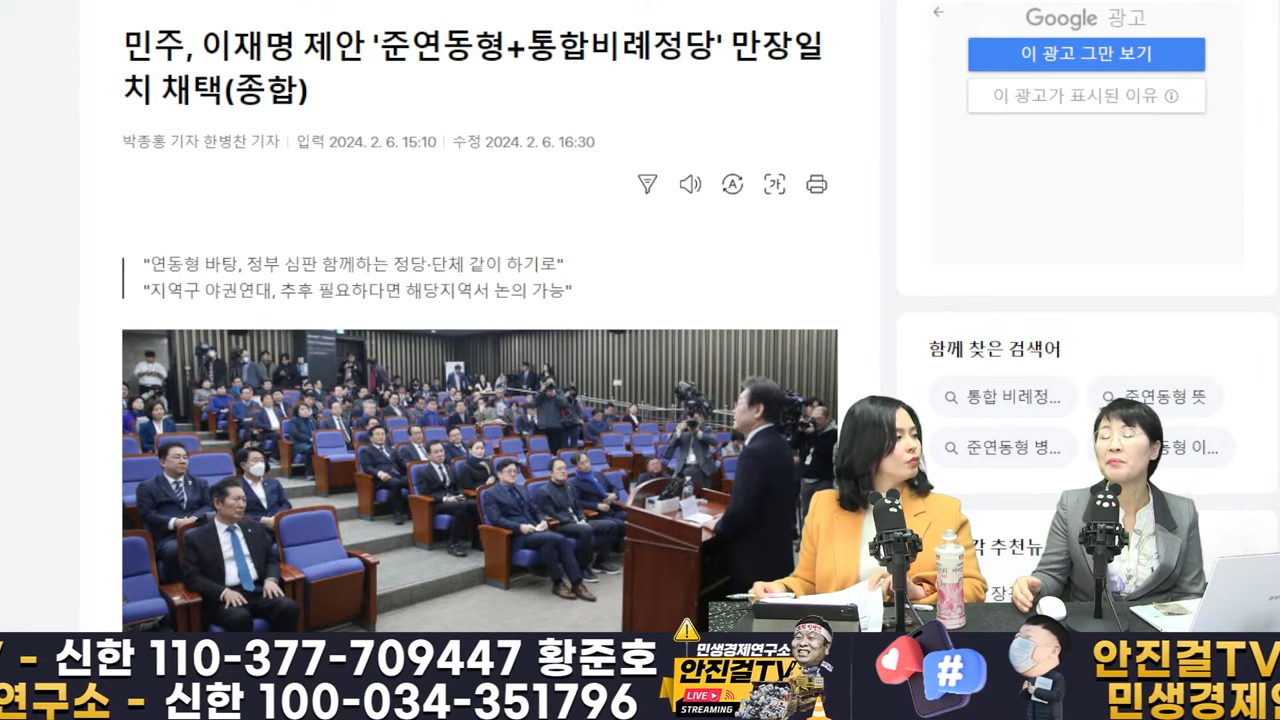 민주, 이재명 제안 '준연동형+통합비례정당' 만장일
치 채택(종합)
박종홍 기자 한병찬 기자 | 입력 2024. 2. 6. 15:10 | 수정 2024. 2. 6. 16:30
"연동형 바탕, 정부 심판 함께하는 정당·단체 같이 하기로"
"지역구 야권연대, 추후 필요하다면 해당지역서 논의 가능"
Google 광고
이 광고 그만 보기
이 광고가 표시된 이유
함께 찾은 검색어
통합 비례정...
준연동형 뜻
준연동형 병...
동형 이...
각 추천뉴
- 신한 110-377-709447 황준호
연구소 - 신한 100-034-351796
민생경제연구소
안진걸TV
LIVE
STREAMING
#
안진걸TV
민생경제연